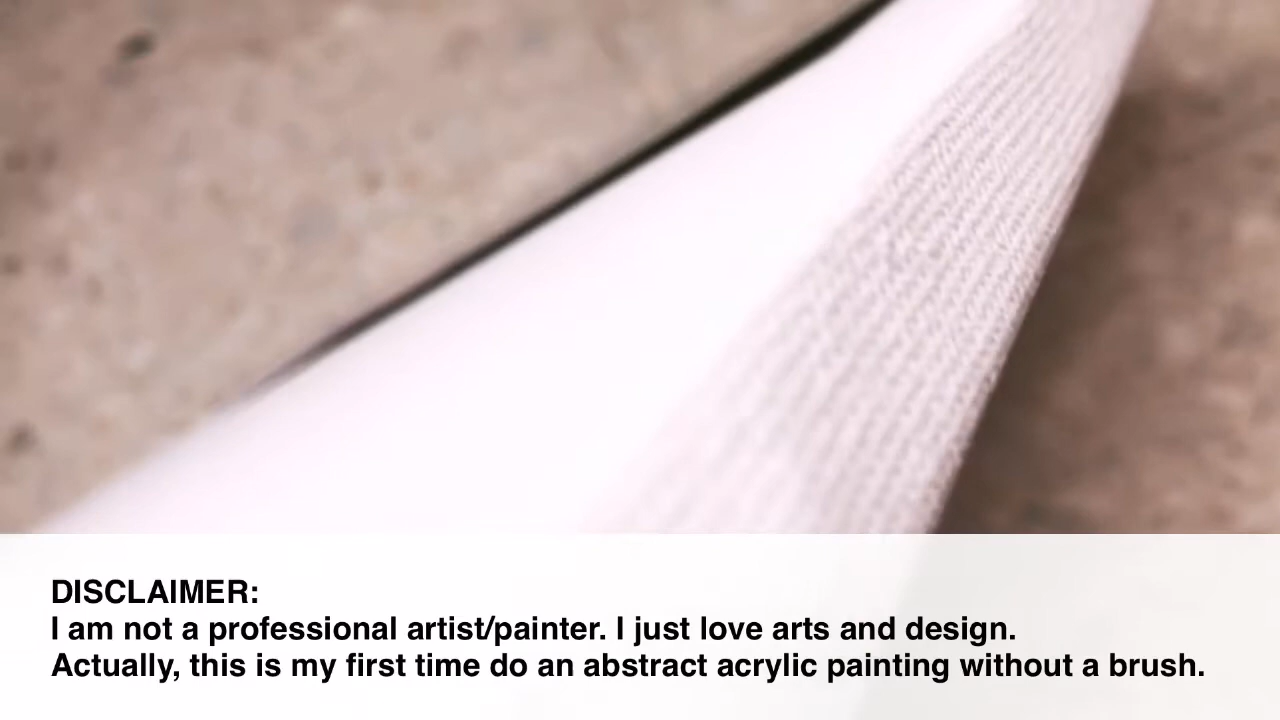 DISCLAIMER:
I am not a professional artist/painter. I just love arts and design.
Actually, this is my first time do an abstract acrylic painting without a brush.